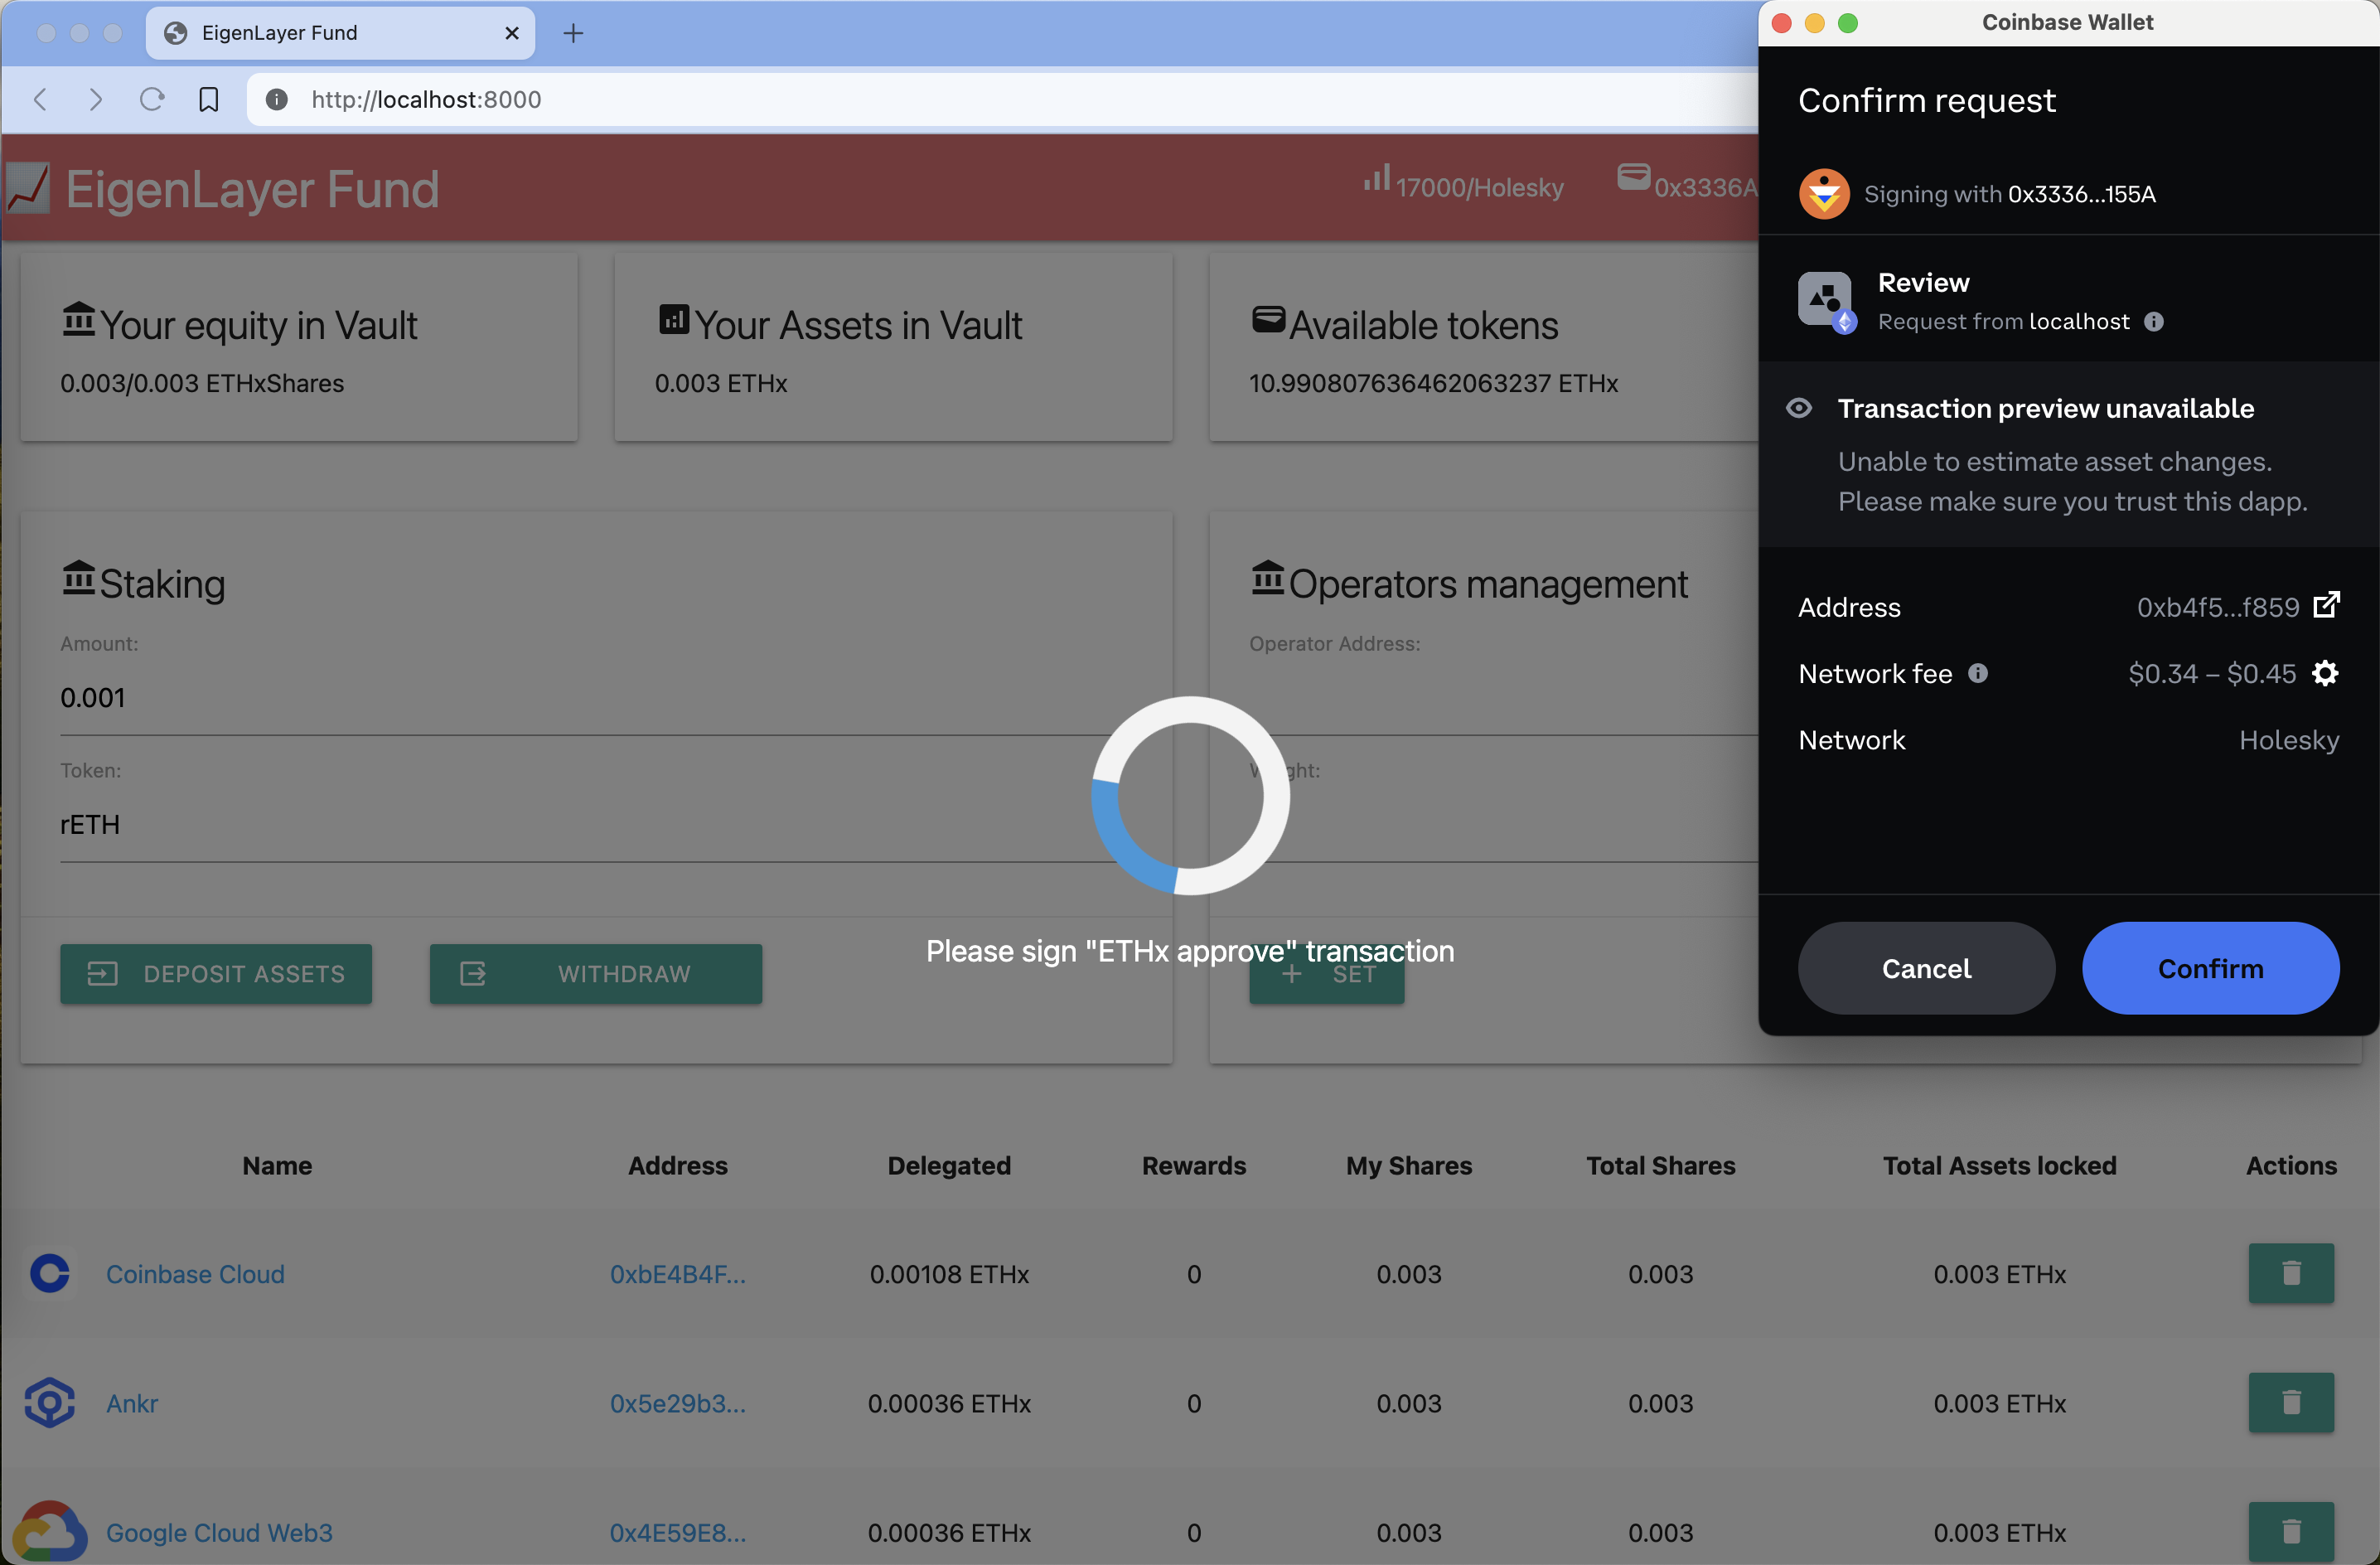 EigenLayer Fund
http://localhost:8000
EigenLayer Fund
17000/Holesky
0x3336A
Your equity in Vault
0.003/0.003 ETHxShares
Your Assets in Vault
0.003 ETHx
Available tokens
10.990807636462063237 ETHx
Staking
Amount:
0.001
Token:
rETH
DEPOSIT ASSETS
WITHDRAW
Operators management
Operator Address:
SET
Please sign "ETHx approve" transaction
Name Address Delegated Rewards My Shares Total Shares Total Assets locked Actions
Coinbase Cloud 0xbE4B4F... 0.00108 ETHx 0 0.003 0.003 0.003 ETHx
Ankr 0x5e29b3... 0.00036 ETHx 0 0.003 0.003 0.003 ETHx
Google Cloud Web3 0x4E59E8... 0.00036 ETHx 0 0.003 0.003 0.003 ETHx
Coinbase Wallet
Confirm request
Signing with 0x3336...155A
Review
Request from localhost
Transaction preview unavailable
Unable to estimate asset changes.
Please make sure you trust this dapp.
Address 0xb4f5...f859
Network fee $0.34 – $0.45
Network Holesky
Cancel
Confirm